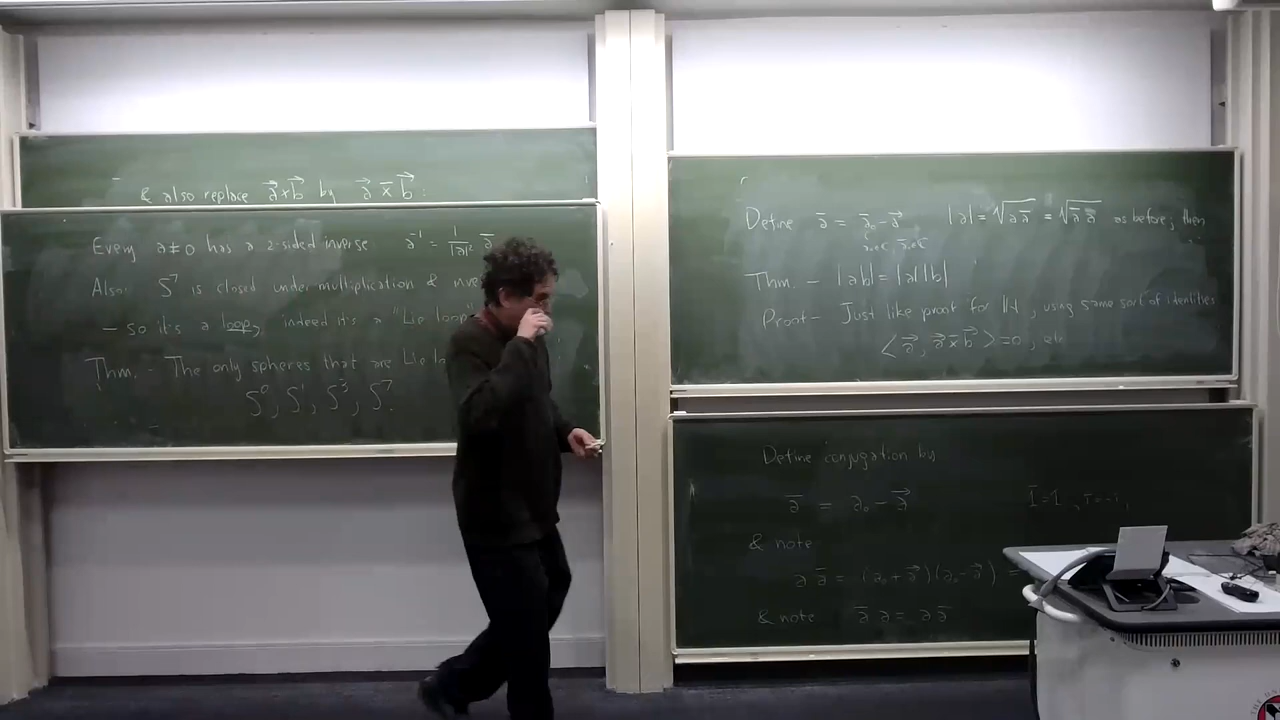 & also replace a⃗ × b⃗ by a⃗ ×̄ b⃗ :
Every a≠0 has a 2-sided inverse a⁻¹ = 1/|a|² ā
Also: S⁷ is closed under multiplication & inve
– so it's a loop, indeed it's a "Lie loop
Thm. – The only spheres that are Lie lo
S⁰, S¹, S³, S⁷.
Define ā = ā₀ – a⃗ |a| = √aā = √āa as before; then
Thm. – |ab| = |a||b|
Proof – Just like proof for ℍ, using same sort of identities
⟨a⃗, a⃗ ×̄ b⃗⟩ = 0, etc.
Define conjugation by
ā = a₀ – a⃗
& note
a ā = (a₀ + a⃗)(a₀ – a⃗) =
& note ā a = a ā